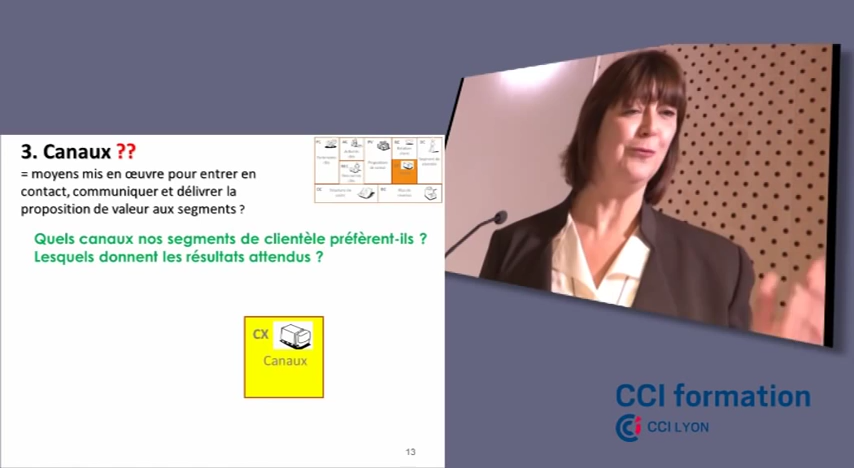 3. Canaux ??
= moyens mis en œuvre pour entrer en
contact, communiquer et délivrer la
proposition de valeur aux segments ?
Quels canaux nos segments de clientèle préfèrent-ils ?
Lesquels donnent les résultats attendus ?
CX
Canaux
13
CCI formation
CCI LYON